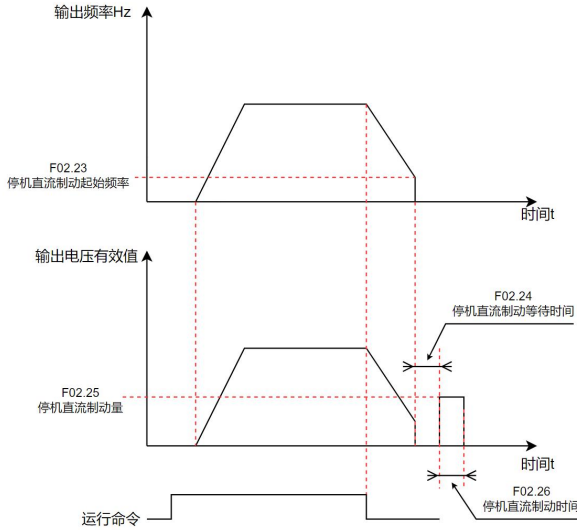 输出频率Hz
F02.23
停机直流制动起始频率
时间t
输出电压有效值
F02.24
停机直流制动等待时间
F02.25
停机直流制动量
时间t
F02.26
停机直流制动时间
运行命令